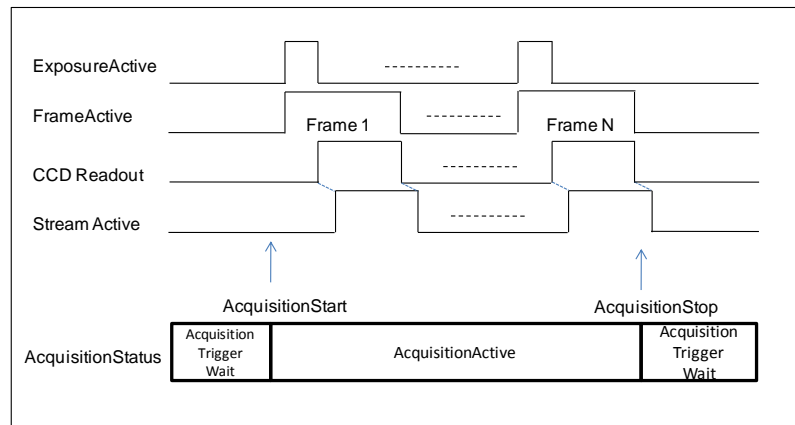 ExposureActive
FrameActive
Frame 1
Frame N
CCD Readout
Stream Active
AcquisitionStart
AcquisitionStop
AcquisitionStatus
Acquisition
Trigger
Wait
AcquisitionActive
Acquisition
Trigger
Wait